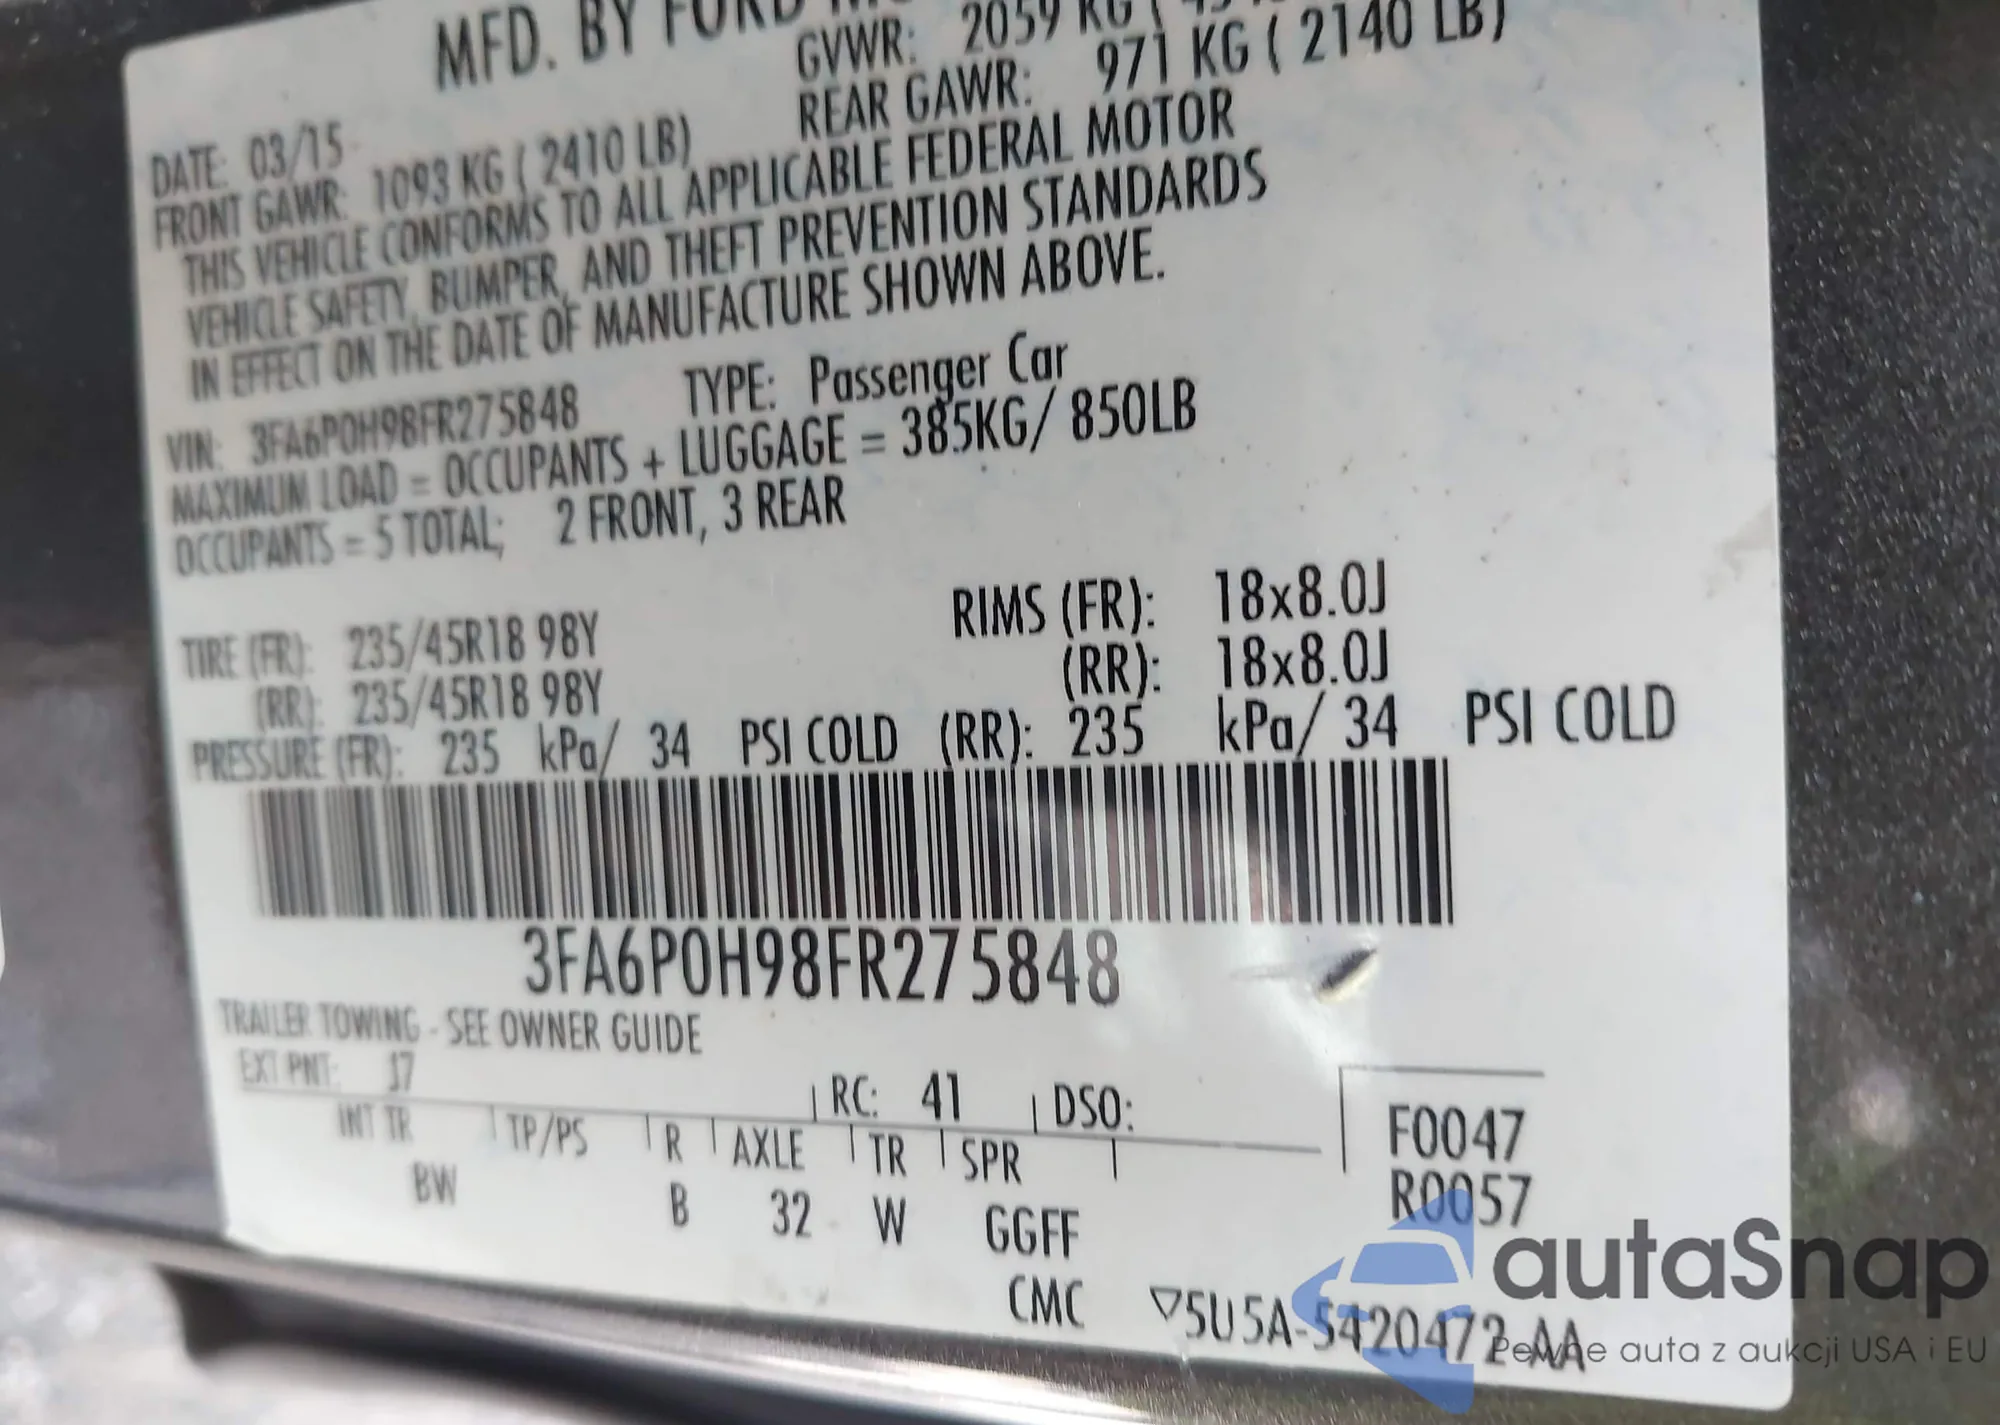 MFD. BY FORD
GVWR: 2059 KG (
DATE: 03/15 REAR GAWR: 971 KG ( 2140 LB)
FRONT GAWR: 1093 KG ( 2410 LB)
THIS VEHICLE CONFORMS TO ALL APPLICABLE FEDERAL MOTOR
VEHICLE SAFETY, BUMPER, AND THEFT PREVENTION STANDARDS
IN EFFECT ON THE DATE OF MANUFACTURE SHOWN ABOVE.
VIN: 3FA6P0H98FR275848 TYPE: Passenger Car
MAXIMUM LOAD = OCCUPANTS + LUGGAGE = 385KG/ 850LB
OCCUPANTS = 5 TOTAL; 2 FRONT, 3 REAR
TIRE (FR): 235/45R18 98Y RIMS (FR): 18x8.0J
(RR): 235/45R18 98Y (RR): 18x8.0J
PRESSURE (FR): 235 kPa/ 34 PSI COLD (RR): 235 kPa/ 34 PSI COLD
3FA6P0H98FR275848
TRAILER TOWING - SEE OWNER GUIDE
EXT PNT: J7 RC: 41 DSO:
INT TR TP/PS R AXLE TR SPR F0047
BW B 32 W GGFF R0057
CMC ▽5U5A-5420472-AA
autaSnap
Pewne auta z aukcji USA i EU